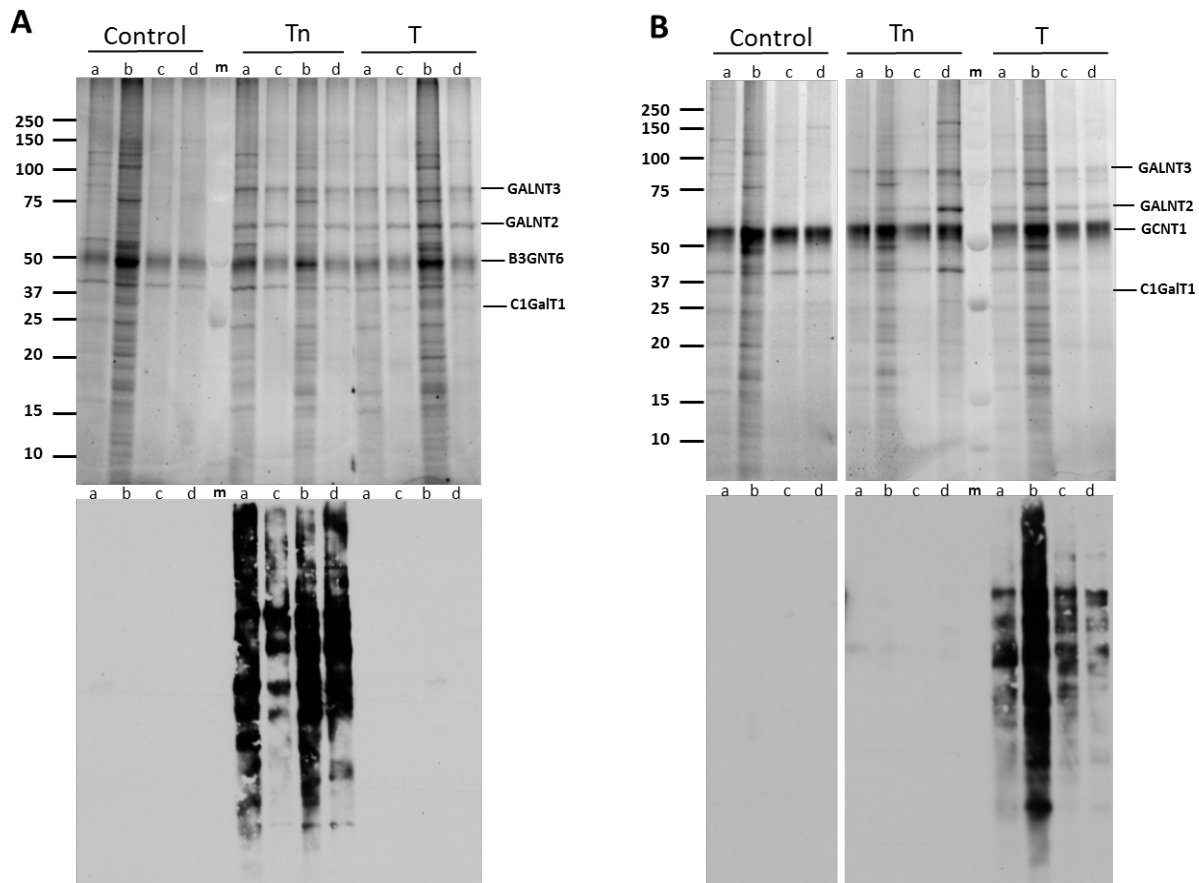 A
Control Tn T
a b c d m a c b d a c b d
250
150
100
75
50
37
25
20
15
10
GALNT3
GALNT2
B3GNT6
C1GalT1
a b c d m a c b d a c b d
B
Control Tn T
a b c d a b c d m a b c d
250
150
100
75
50
37
25
20
15
10
GALNT3
GALNT2
GCNT1
C1GalT1
a b c d a b c d m a b c d